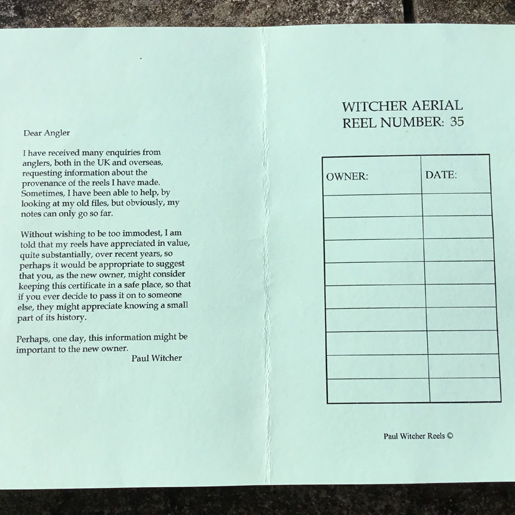 Dear Angler
I have received many enquiries from
anglers, both in the UK and overseas,
requesting information about the
provenance of the reels I have made.
Sometimes, I have been able to help, by
looking at my old files, but obviously, my
notes can only go so far.
Without wishing to be too immodest, I am
told that my reels have appreciated in value,
quite substantially, over recent years, so
perhaps it would be appropriate to suggest
that you, as the new owner, might consider
keeping this certificate in a safe place, so that
if you ever decide to pass it on to someone
else, they might appreciate knowing a small
part of its history.
Perhaps, one day, this information might be
important to the new owner.
Paul Witcher
WITCHER AERIAL
REEL NUMBER: 35
OWNER: DATE:
Paul Witcher Reels ©